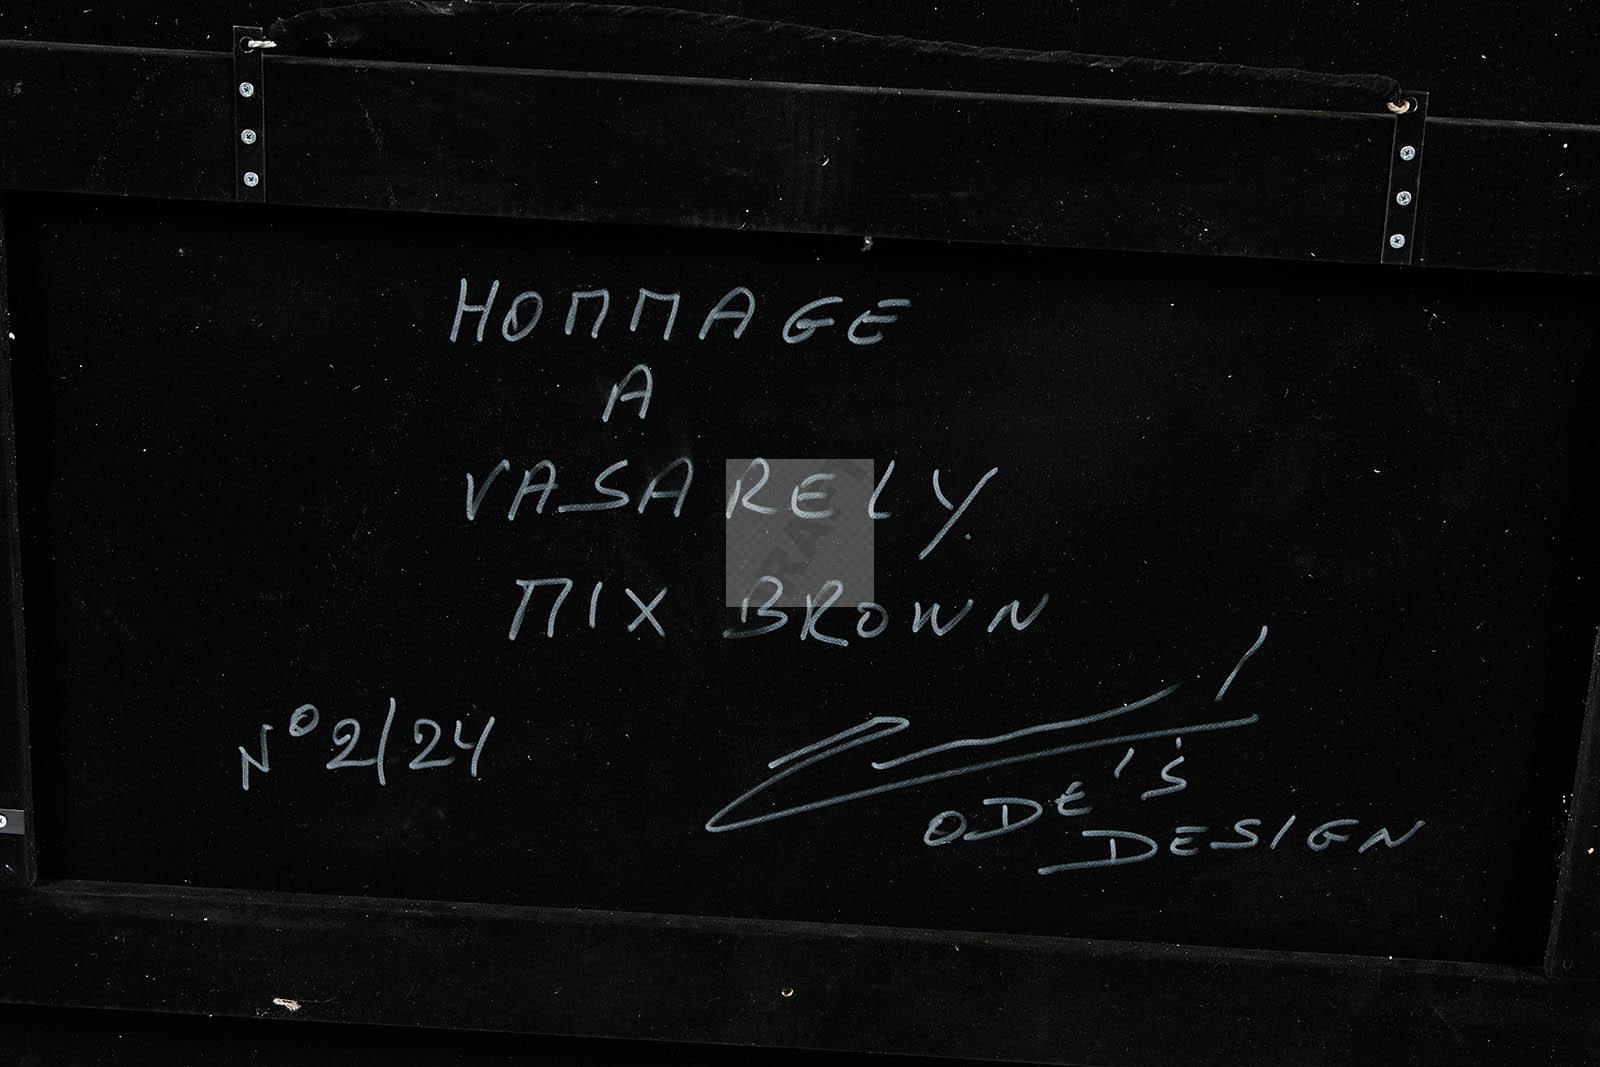 HOMMAGE
A
VASARELY.
MIX BROWN
N° 2/24
ODE'S
DESIGN